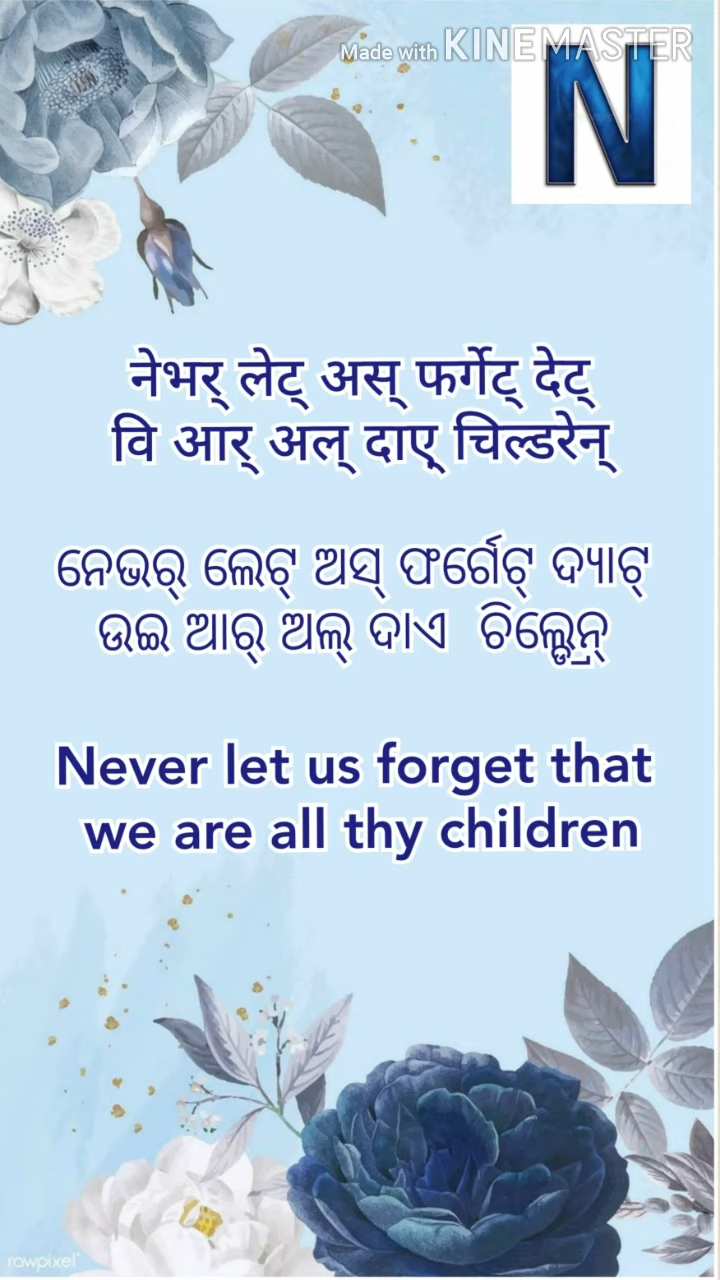 Made with KINEMASTER
N
नेभर् लेट् अस् फर्गेट् देट्
वि आर् अल् दाए् चिल्डरेन्
ନେଭର୍ ଲେଟ୍ ଅସ୍ ଫର୍ଗେଟ୍ ଦ୍ୟାଟ୍
ଉଇ ଆର୍ ଅଲ୍ ଦାଏ ଚିଲ୍ଡ୍ରେନ୍
Never let us forget that
we are all thy children
rawpixel